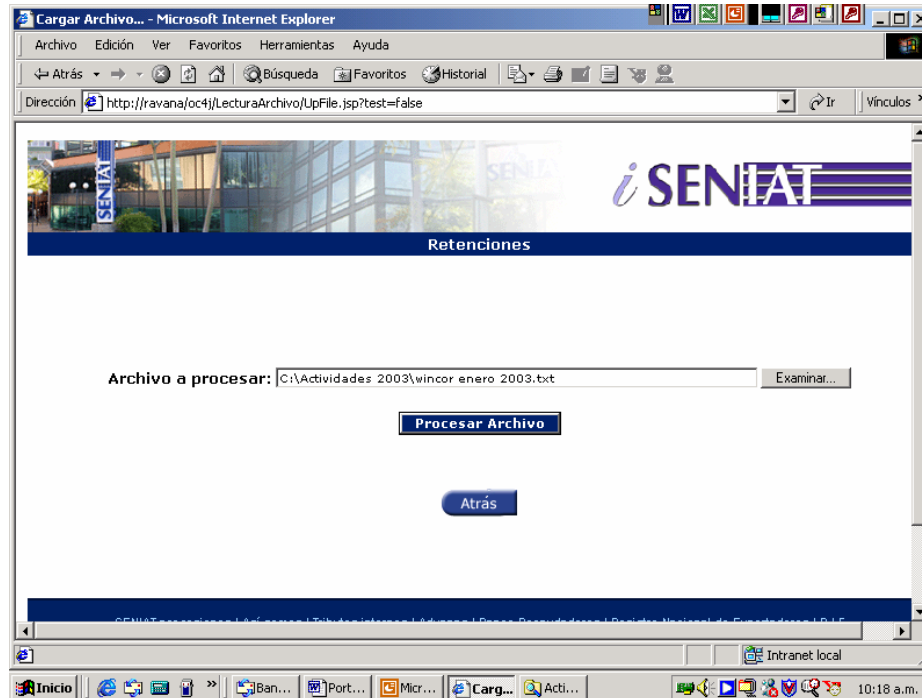 Cargar Archivo... - Microsoft Internet Explorer
Archivo Edición Ver Favoritos Herramientas Ayuda
Atrás Búsqueda Favoritos Historial
Dirección http://ravana/oc4j/LecturaArchivo/UpFile.jsp?test=false Ir Vínculos
SENIAT
i SENIAT
Retenciones
Archivo a procesar: C:\Actividades 2003\wincor enero 2003.txt Examinar...
Procesar Archivo
Atrás
Intranet local
Inicio Ban... Port... Micr... Carg... Acti... 10:18 a.m.